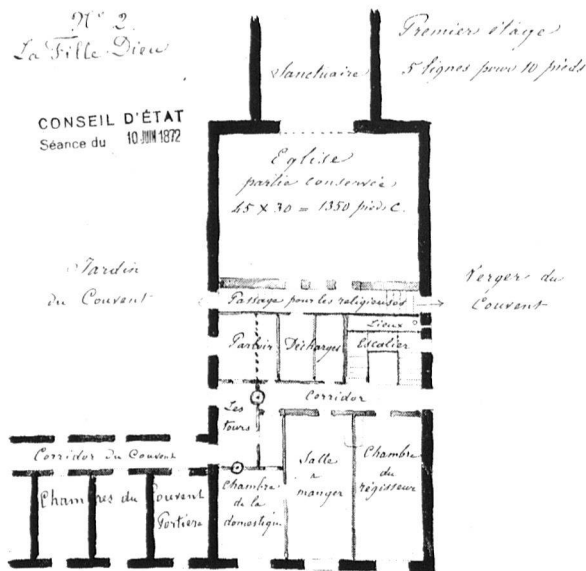 Nº 2
La Fille Dieu
Premier étage
5 lignes pour 10 pieds
Sanctuaire
CONSEIL D'ÉTAT
Séance du 10 JUIN 1872
Eglise
partie conservée
45 x 30 = 1350 pieds C.
Jardin
du Couvent
Passage pour les religieuses
Verger du
Couvent
Lieux
Parloir
Décharges
Escalier
Corridor
Les
tours
Corridor du Couvent
Chambres du Couvent
Portière
Chambre
de la
domestique
Salle
à
manger
Chambre
du
régisseur